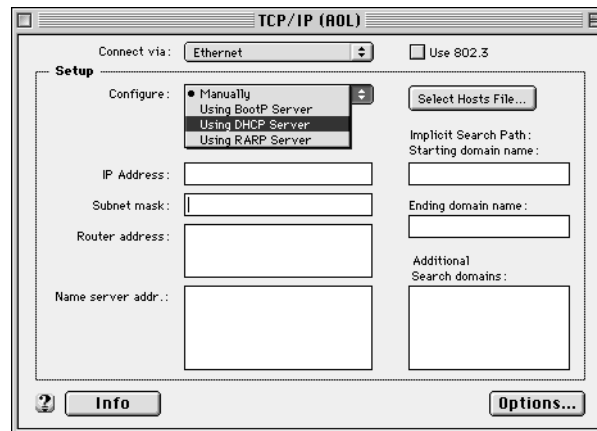 TCP/IP (AOL)
Connect via: Ethernet
Use 802.3
Setup
Configure: • Manually
Using BootP Server
Using DHCP Server
Using RARP Server
Select Hosts File...
Implicit Search Path:
Starting domain name:
IP Address:
Subnet mask:
Ending domain name:
Router address:
Additional
Search domains:
Name server addr.:
?
Info
Options...